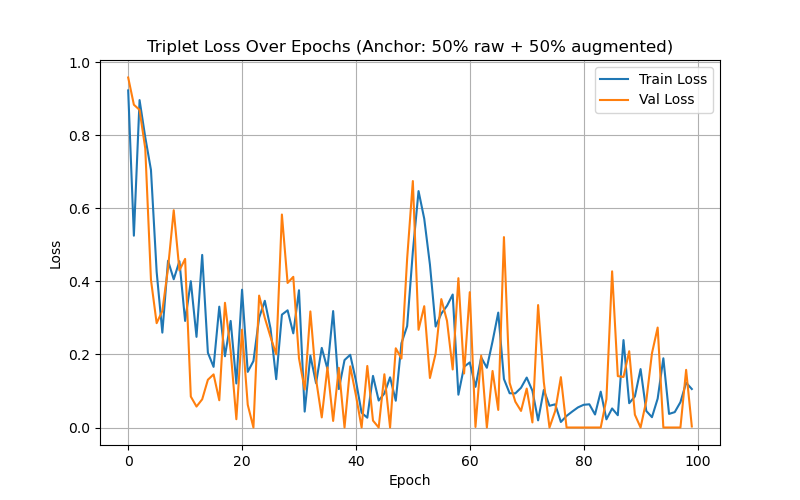 Triplet Loss Over Epochs (Anchor: 50% raw + 50% augmented)
Train Loss
Val Loss
1.0
0.8
0.6
0.4
0.2
0.0
Loss
0
20
40
60
80
100
Epoch